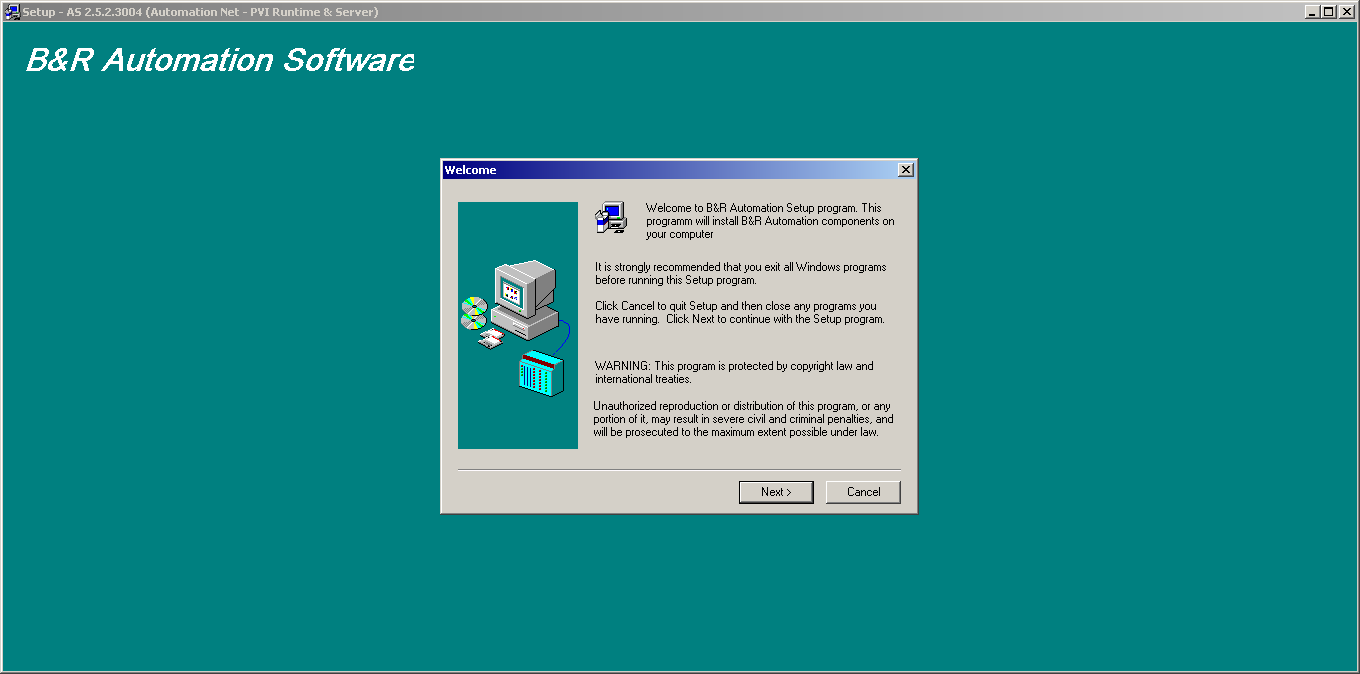 Setup - AS 2.5.2.3004 (Automation Net - PVI Runtime & Server)
B&R Automation Software
Welcome
Welcome to B&R Automation Setup program. This
programm will install B&R Automation components on
your computer
It is strongly recommended that you exit all Windows programs
before running this Setup program.
Click Cancel to quit Setup and then close any programs you
have running. Click Next to continue with the Setup program.
WARNING: This program is protected by copyright law and
international treaties.
Unauthorized reproduction or distribution of this program, or any
portion of it, may result in severe civil and criminal penalties, and
will be prosecuted to the maximum extent possible under law.
Next >
Cancel